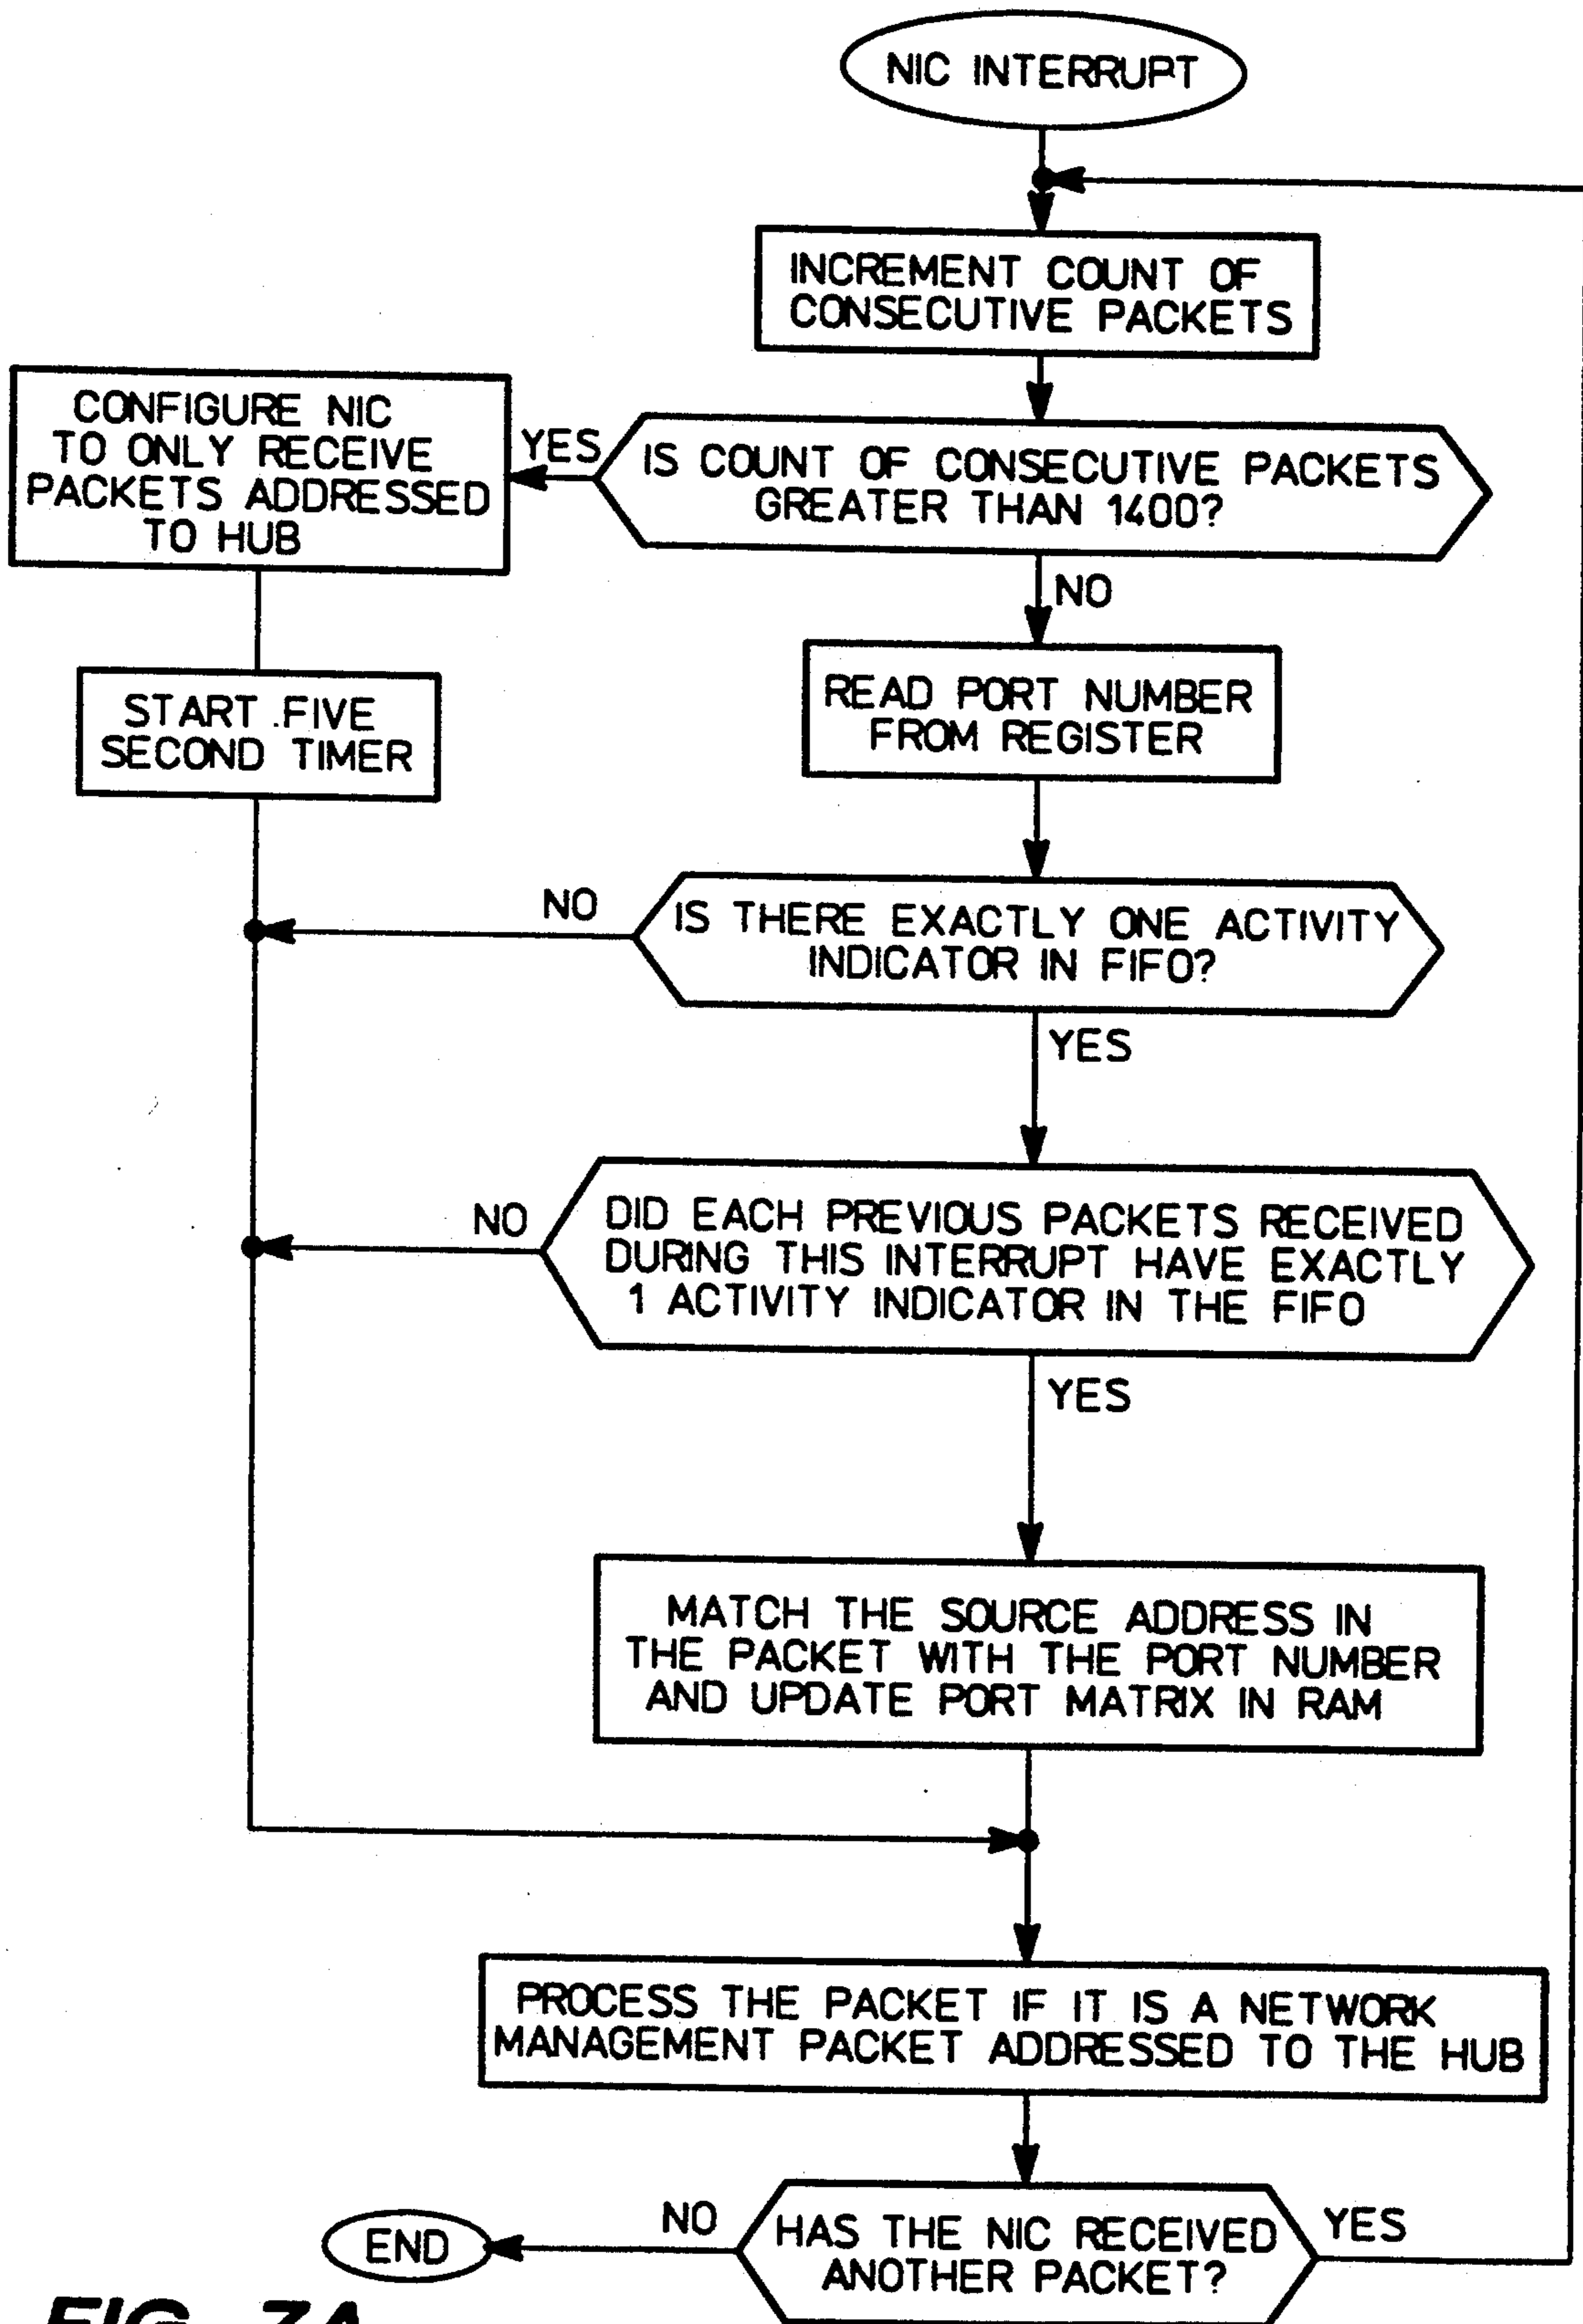 NIC INTERRUPT
INCREMENT COUNT OF
CONSECUTIVE PACKETS
CONFIGURE NIC
TO ONLY RECEIVE
PACKETS ADDRESSED
TO HUB
YES
IS COUNT OF CONSECUTIVE PACKETS
GREATER THAN 1400?
NO
START .FIVE
SECOND TIMER
READ PORT NUMBER
FROM REGISTER
NO
IS THERE EXACTLY ONE ACTIVITY
INDICATOR IN FIFO?
YES
NO
DID EACH PREVIOUS PACKETS RECEIVED
DURING THIS INTERRUPT HAVE EXACTLY
1 ACTIVITY INDICATOR IN THE FIFO
YES
MATCH THE SOURCE ADDRESS IN
THE PACKET WITH THE PORT NUMBER
AND UPDATE PORT MATRIX IN RAM
PROCESS THE PACKET IF IT IS A NETWORK
MANAGEMENT PACKET ADDRESSED TO THE HUB
END
NO
HAS THE NIC RECEIVED
ANOTHER PACKET?
YES
FIG. 7A